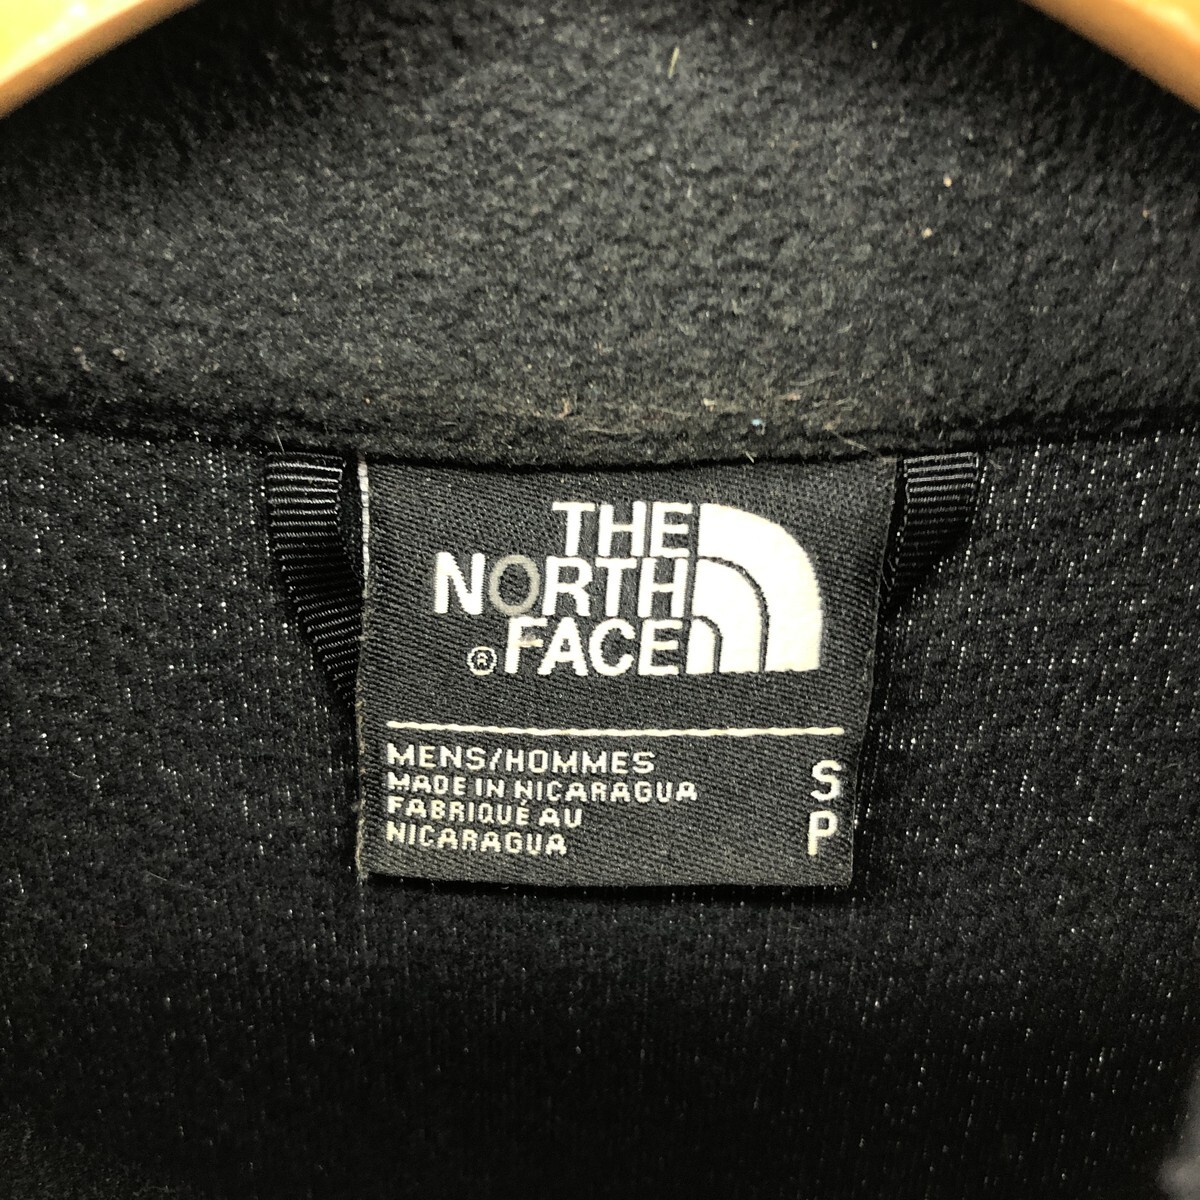 THE
NORTH
® FACE
MENS/HOMMES
MADE IN NICARAGUA
FABRIQUÉ AU
NICARAGUA
S
P